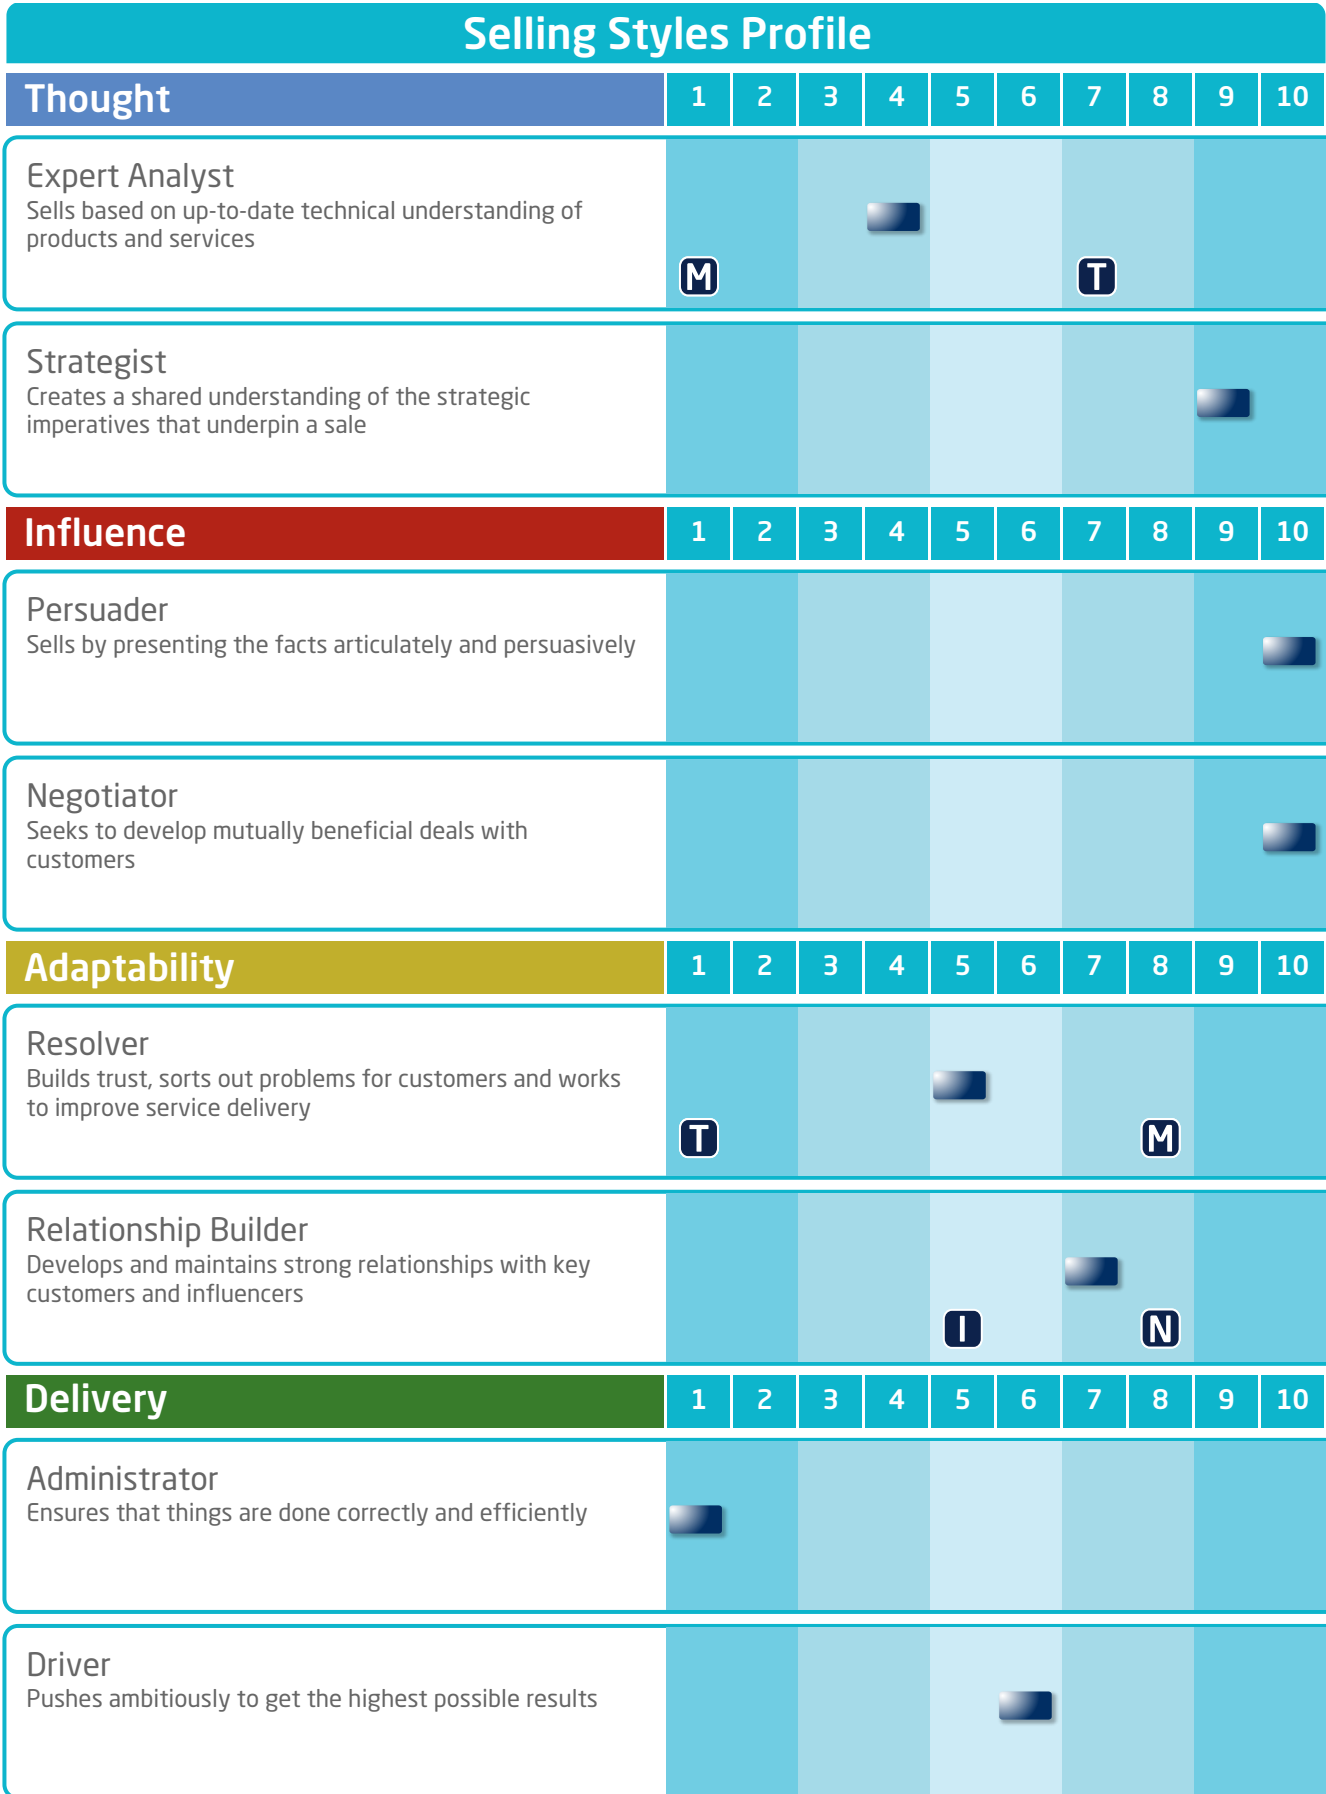 Selling Styles Profile
Thought 1 2 3 4 5 6 7 8 9 10
Expert Analyst
Sells based on up-to-date technical understanding of
products and services
M T
Strategist
Creates a shared understanding of the strategic
imperatives that underpin a sale
Influence 1 2 3 4 5 6 7 8 9 10
Persuader
Sells by presenting the facts articulately and persuasively
Negotiator
Seeks to develop mutually beneficial deals with
customers
Adaptability 1 2 3 4 5 6 7 8 9 10
Resolver
Builds trust, sorts out problems for customers and works
to improve service delivery
T M
Relationship Builder
Develops and maintains strong relationships with key
customers and influencers
I N
Delivery 1 2 3 4 5 6 7 8 9 10
Administrator
Ensures that things are done correctly and efficiently
Driver
Pushes ambitiously to get the highest possible results